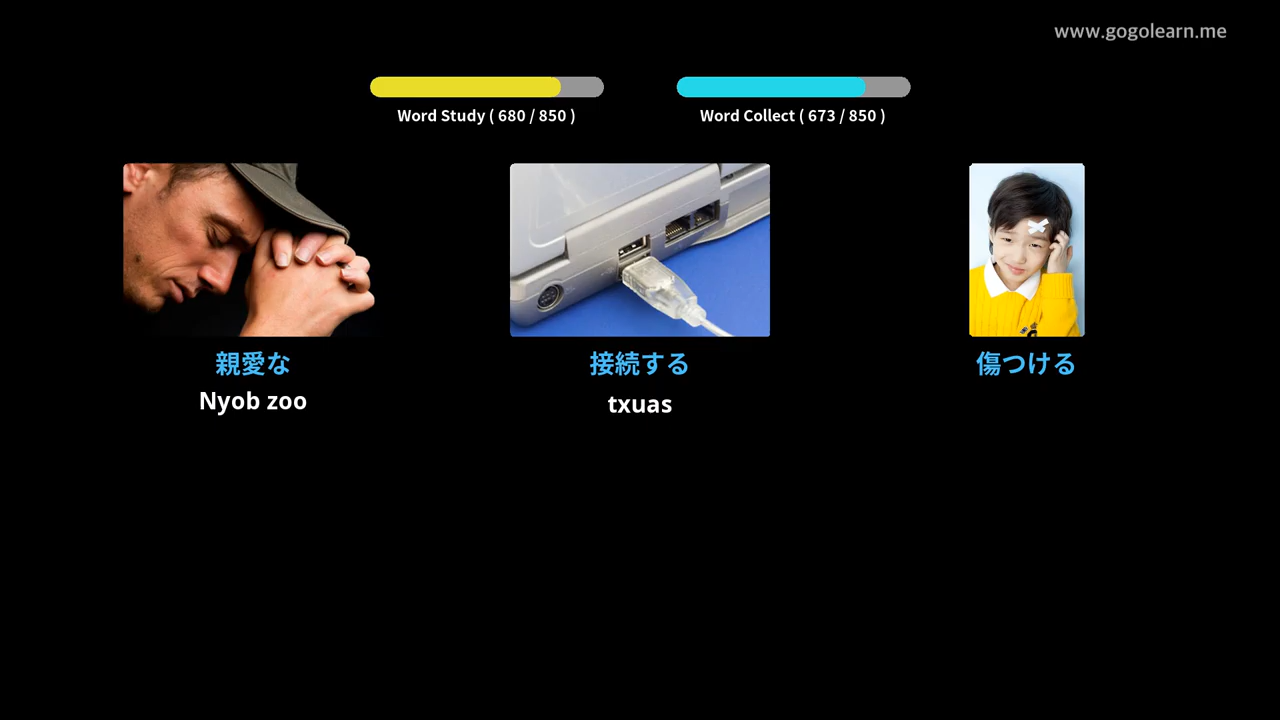 www.gogolearn.me
Word Study ( 680 / 850 )
Word Collect ( 673 / 850 )
親愛な
接続する
傷つける
Nyob zoo
txuas